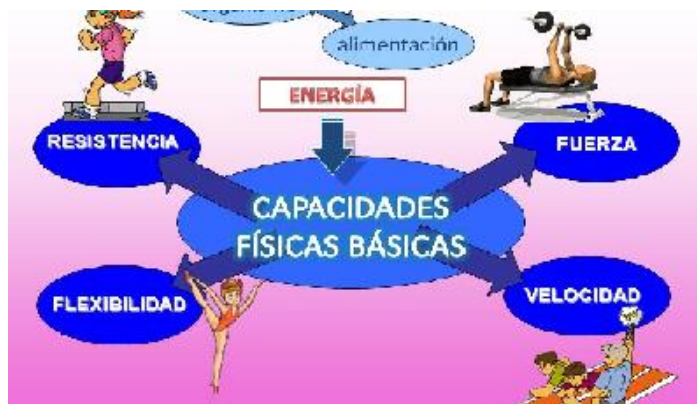 alimentación
ENERGÍA
RESISTENCIA
FUERZA
CAPACIDADES
FÍSICAS BÁSICAS
FLEXIBILIDAD
VELOCIDAD